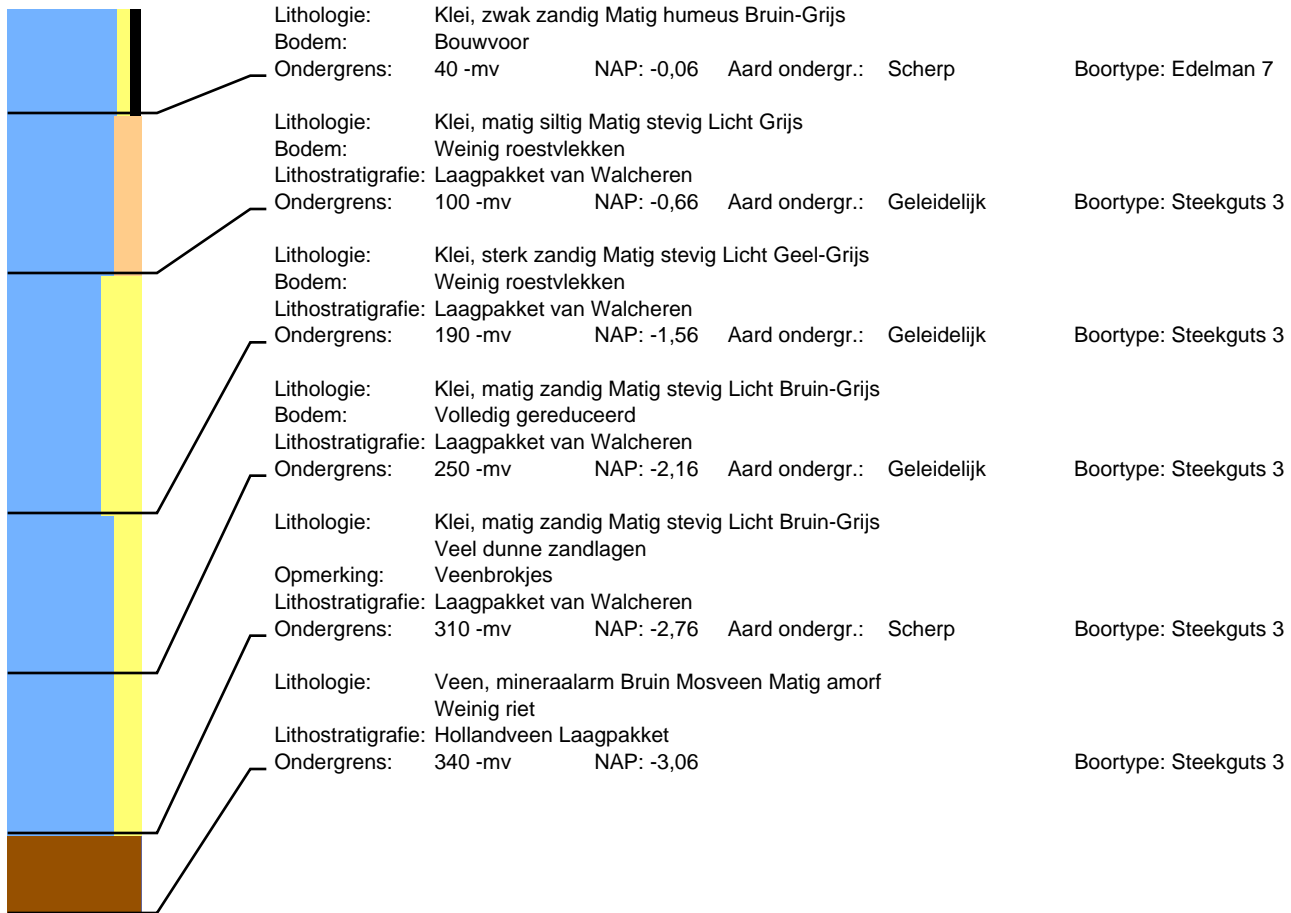 Lithologie: Klei, zwak zandig Matig humeus Bruin-Grijs
Bodem: Bouwvoor
Ondergrens: 40 -mv NAP: -0,06 Aard ondergr.: Scherp Boortype: Edelman 7
Lithologie: Klei, matig siltig Matig stevig Licht Grijs
Bodem: Weinig roestvlekken
Lithostratigrafie: Laagpakket van Walcheren
Ondergrens: 100 -mv NAP: -0,66 Aard ondergr.: Geleidelijk Boortype: Steekguts 3
Lithologie: Klei, sterk zandig Matig stevig Licht Geel-Grijs
Bodem: Weinig roestvlekken
Lithostratigrafie: Laagpakket van Walcheren
Ondergrens: 190 -mv NAP: -1,56 Aard ondergr.: Geleidelijk Boortype: Steekguts 3
Lithologie: Klei, matig zandig Matig stevig Licht Bruin-Grijs
Bodem: Volledig gereduceerd
Lithostratigrafie: Laagpakket van Walcheren
Ondergrens: 250 -mv NAP: -2,16 Aard ondergr.: Geleidelijk Boortype: Steekguts 3
Lithologie: Klei, matig zandig Matig stevig Licht Bruin-Grijs
Veel dunne zandlagen
Opmerking: Veenbrokjes
Lithostratigrafie: Laagpakket van Walcheren
Ondergrens: 310 -mv NAP: -2,76 Aard ondergr.: Scherp Boortype: Steekguts 3
Lithologie: Veen, mineraalarm Bruin Mosveen Matig amorf
Weinig riet
Lithostratigrafie: Hollandveen Laagpakket
Ondergrens: 340 -mv NAP: -3,06 Boortype: Steekguts 3